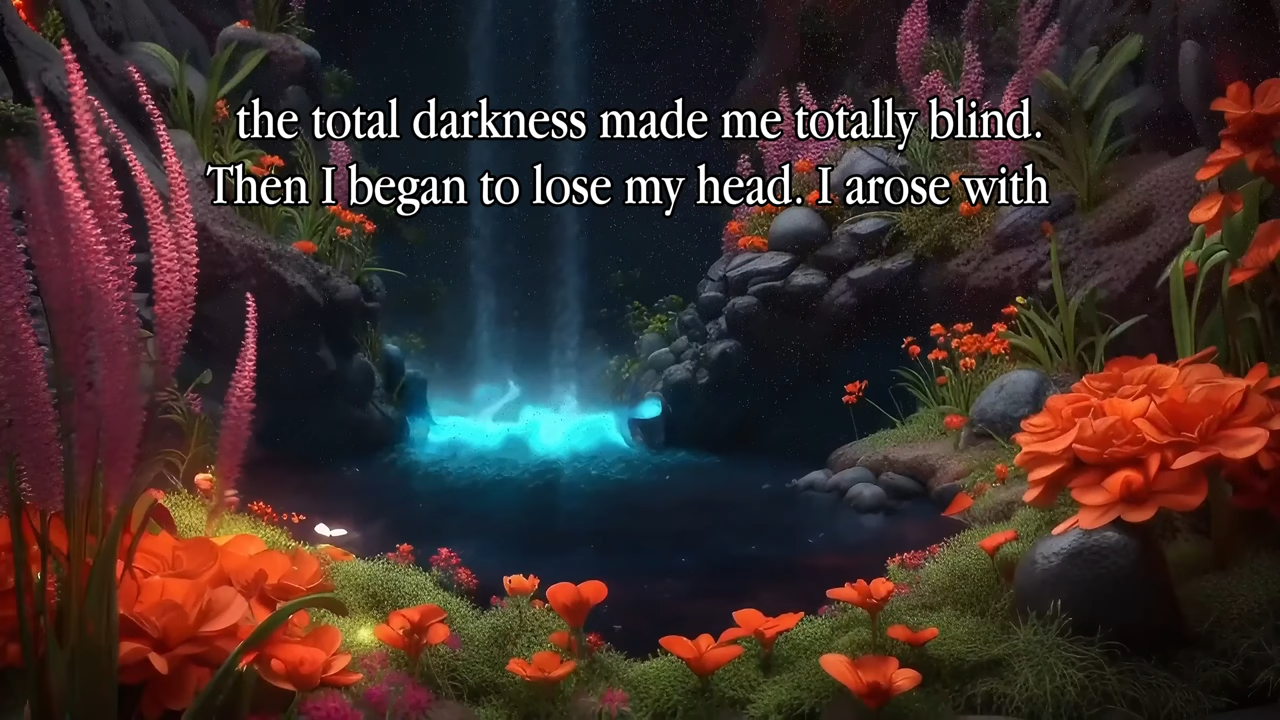 the total darkness made me totally blind.
Then I began to lose my head. I arose with